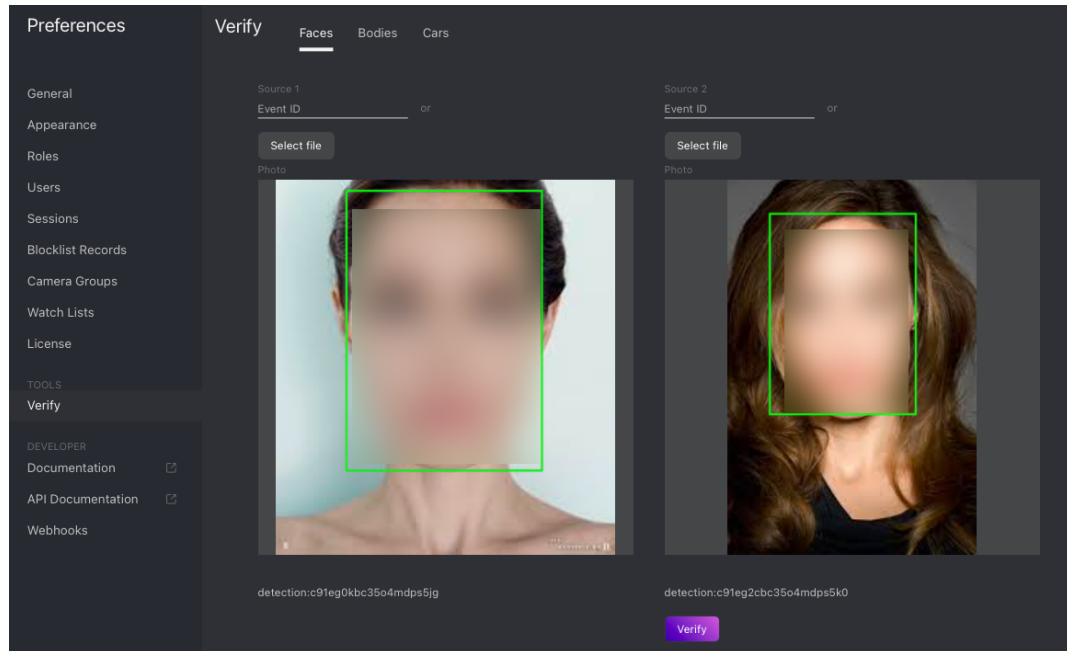 Preferences
General
Appearance
Roles
Users
Sessions
Blocklist Records
Camera Groups
Watch Lists
License
TOOLS
Verify
DEVELOPER
Documentation
API Documentation
Webhooks
Verify
Faces Bodies Cars
Source 1
Event ID or
Select file
Photo
detection:c91eg0kbc35o4mdps5jg
Source 2
Event ID or
Select file
Photo
detection:c91eg2cbc35o4mdps5k0
Verify